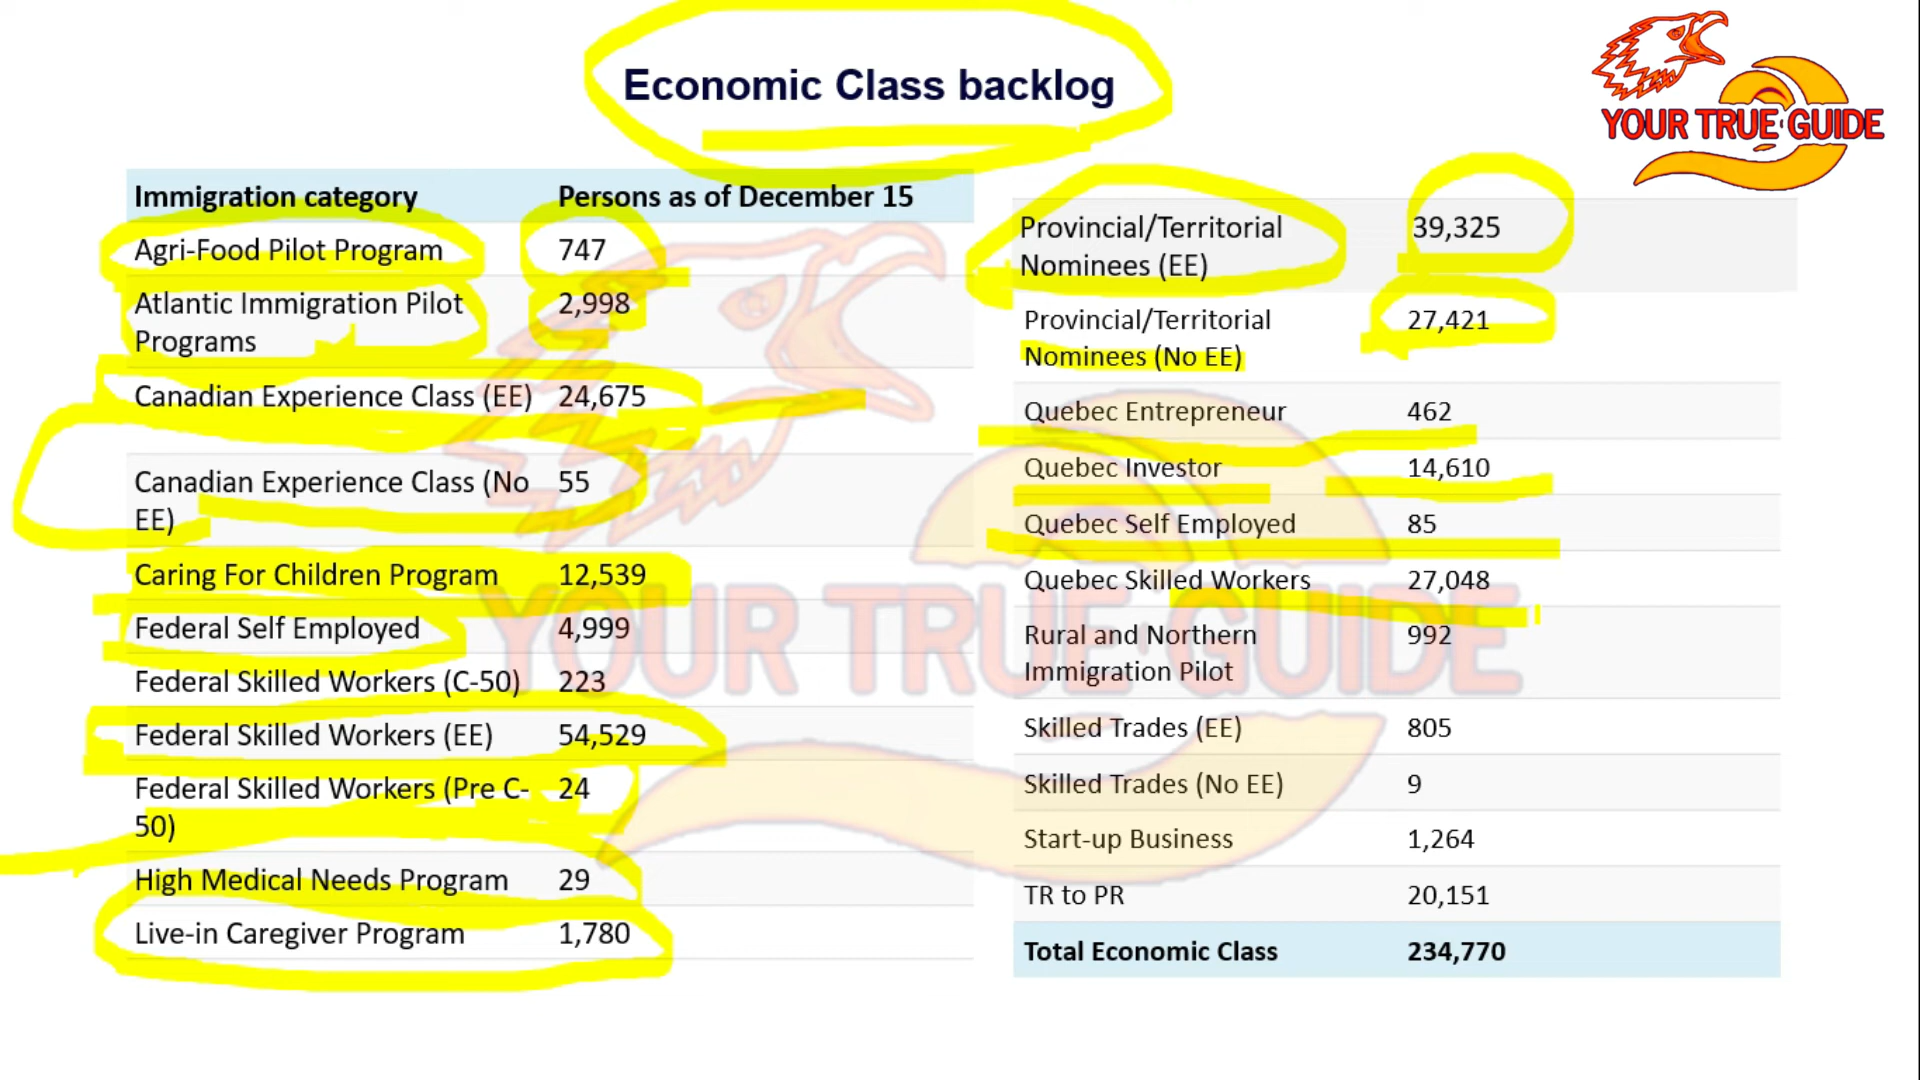 Economic Class backlog
YOUR TRUE GUIDE
Immigration category Persons as of December 15
Agri-Food Pilot Program 747
Atlantic Immigration Pilot 2,998
Programs
Canadian Experience Class (EE) 24,675
Canadian Experience Class (No 55
EE)
Caring For Children Program 12,539
Federal Self Employed 4,999
Federal Skilled Workers (C-50) 223
Federal Skilled Workers (EE) 54,529
Federal Skilled Workers (Pre C- 24
50)
High Medical Needs Program 29
Live-in Caregiver Program 1,780
Provincial/Territorial 39,325
Nominees (EE)
Provincial/Territorial 27,421
Nominees (No EE)
Quebec Entrepreneur 462
Quebec Investor 14,610
Quebec Self Employed 85
Quebec Skilled Workers 27,048
Rural and Northern 992
Immigration Pilot
Skilled Trades (EE) 805
Skilled Trades (No EE) 9
Start-up Business 1,264
TR to PR 20,151
Total Economic Class 234,770
YOUR TRUE GUIDE